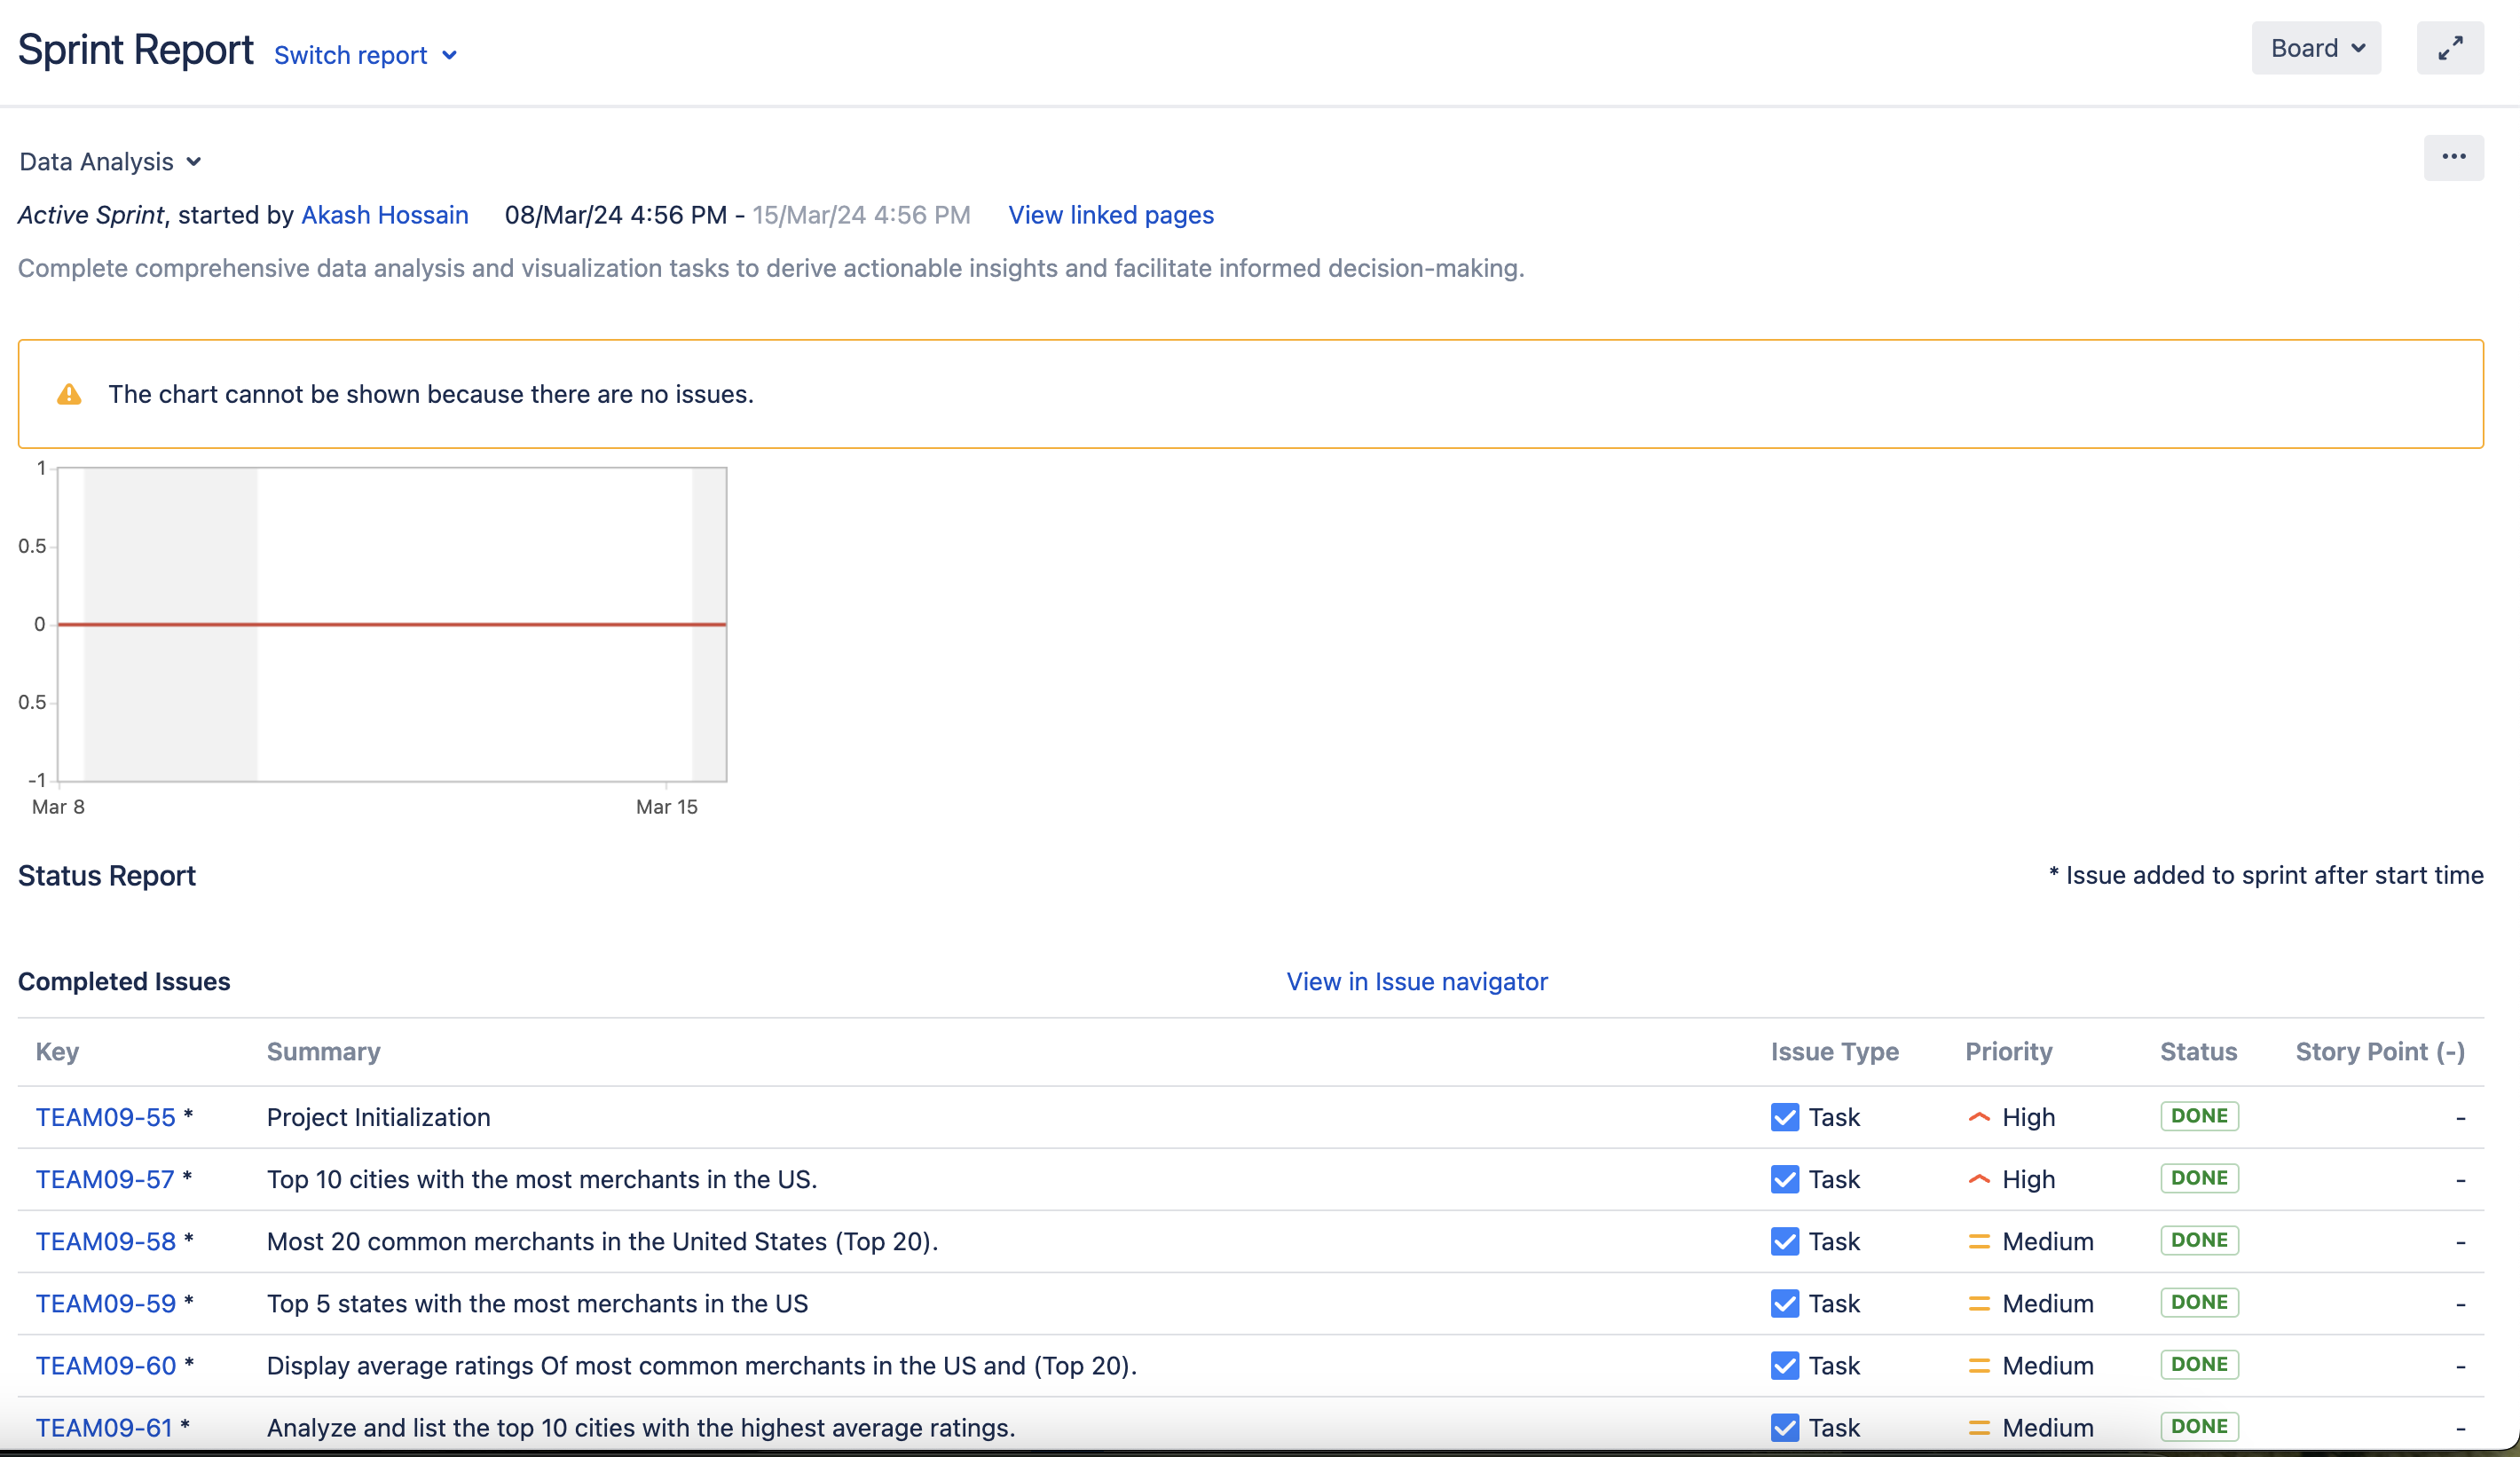 Sprint Report Switch report
Board
Data Analysis
Active Sprint, started by Akash Hossain 08/Mar/24 4:56 PM - 15/Mar/24 4:56 PM View linked pages
Complete comprehensive data analysis and visualization tasks to derive actionable insights and facilitate informed decision-making.
The chart cannot be shown because there are no issues.
1
0.5
0
0.5
-1
Mar 8 Mar 15
Status Report * Issue added to sprint after start time
Completed Issues View in Issue navigator
Key Summary Issue Type Priority Status Story Point (-)
TEAM09-55 * Project Initialization Task High DONE -
TEAM09-57 * Top 10 cities with the most merchants in the US. Task High DONE -
TEAM09-58 * Most 20 common merchants in the United States (Top 20). Task Medium DONE -
TEAM09-59 * Top 5 states with the most merchants in the US Task Medium DONE -
TEAM09-60 * Display average ratings Of most common merchants in the US and (Top 20). Task Medium DONE -
TEAM09-61 * Analyze and list the top 10 cities with the highest average ratings. Task Medium DONE -